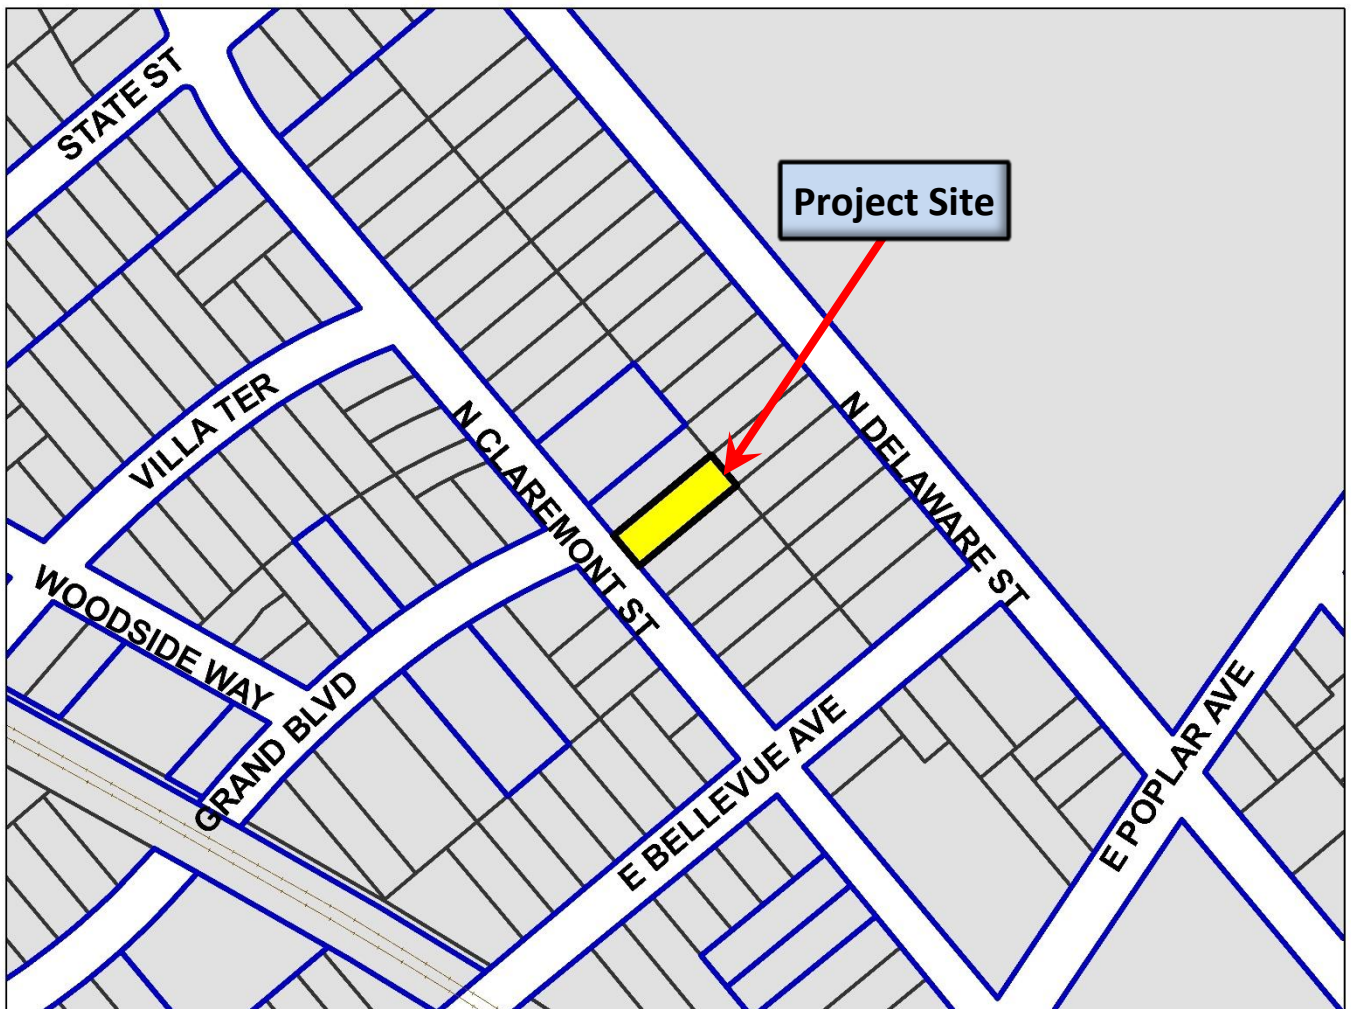 STATE ST
Project Site
VILLA TER
N CLAREMONT ST
N DELAWARE ST
WOODSIDE WAY
GRAND BLVD
E BELLEVUE AVE
E POPLAR AVE